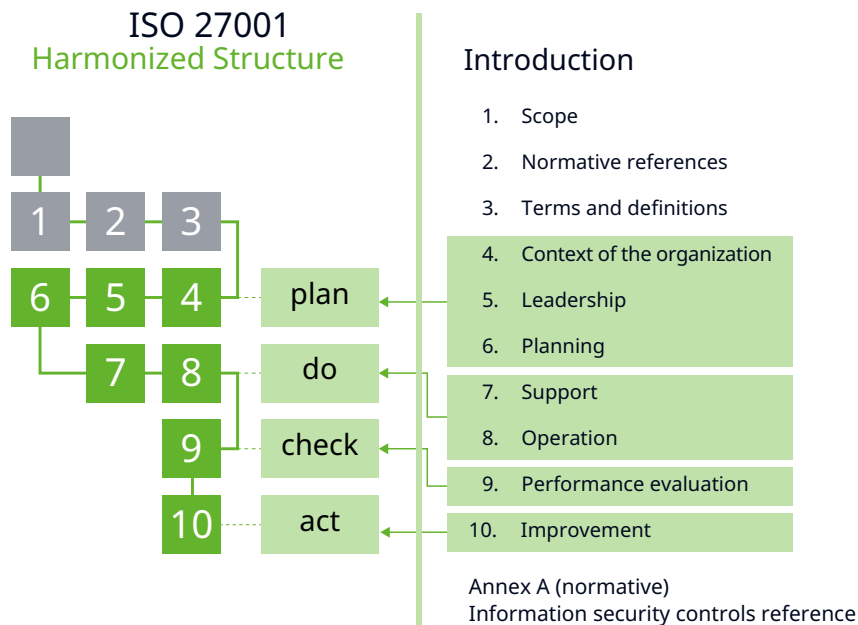 ISO 27001
Harmonized Structure
1 2 3
6 5 4 plan
7 8 do
9 check
10 act
Introduction
1. Scope
2. Normative references
3. Terms and definitions
4. Context of the organization
5. Leadership
6. Planning
7. Support
8. Operation
9. Performance evaluation
10. Improvement
Annex A (normative)
Information security controls reference